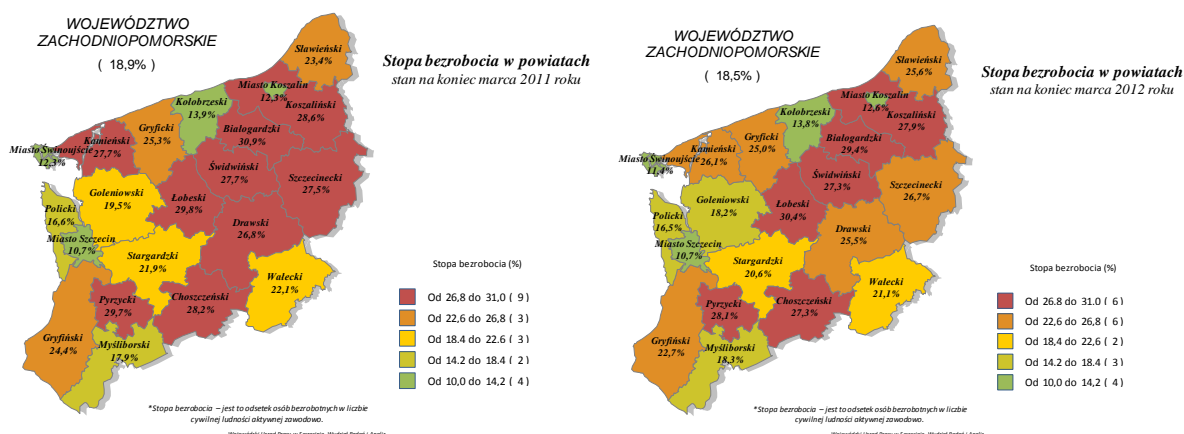 WOJEWÓDZTWO
ZACHODNIOPOMORSKIE
( 18,9% )
Stopa bezrobocia w powiatach
stan na koniec marca 2011 roku
Sławieński
23,4%
Miasto Koszalin
12,3%
Koszaliński
28,6%
Kołobrzeski
13,9%
Białogardzki
30,9%
Gryficki
25,3%
Kamieński
27,7%
Miasto Świnoujście
12,3%
Świdwiński
27,7%
Szczecinecki
27,5%
Goleniowski
19,5%
Łobeski
29,8%
Policki
16,6%
Drawski
26,8%
Miasto Szczecin
10,7%
Stargardzki
21,9%
Wałecki
22,1%
Pyrzycki
29,7%
Choszczeński
28,2%
Gryfiński
24,4%
Myśliborski
17,9%
Stopa bezrobocia (%)
Od 26,8 do 31,0 ( 9)
Od 22,6 do 26,8 ( 3)
Od 18.4 do 22.6 ( 3)
Od 14.2 do 18.4 ( 2)
Od 10,0 do 14,2 ( 4)
*Stopa bezrobocia – jest to odsetek osób bezrobotnych w liczbie
cywilnej ludności aktywnej zawodowo.
WOJEWÓDZTWO
ZACHODNIOPOMORSKIE
( 18,5% )
Stopa bezrobocia w powiatach
stan na koniec marca 2012 roku
Sławieński
25,6%
Miasto Koszalin
12,6%
Koszaliński
27,9%
Kołobrzeski
13,8%
Białogardzki
29,4%
Gryficki
25,0%
Kamieński
26,1%
Miasto Świnoujście
11,4%
Świdwiński
27,3%
Szczecinecki
26,7%
Goleniowski
18,2%
Łobeski
30,4%
Policki
16,5%
Drawski
25,5%
Miasto Szczecin
10,7%
Stargardzki
20,6%
Wałecki
21,1%
Pyrzycki
28,1%
Choszczeński
27,3%
Gryfiński
22,7%
Myśliborski
18,3%
Stopa bezrobocia (%)
Od 26.8 do 31.0 ( 6)
Od 22,6 do 26,8 ( 6)
Od 18,4 do 22,6 ( 2)
Od 14.2 do 18.4 ( 3)
Od 10,0 do 14,2 ( 4)
*Stopa bezrobocia – jest to odsetek osób bezrobotnych w liczbie
cywilnej ludności aktywnej zawodowo.